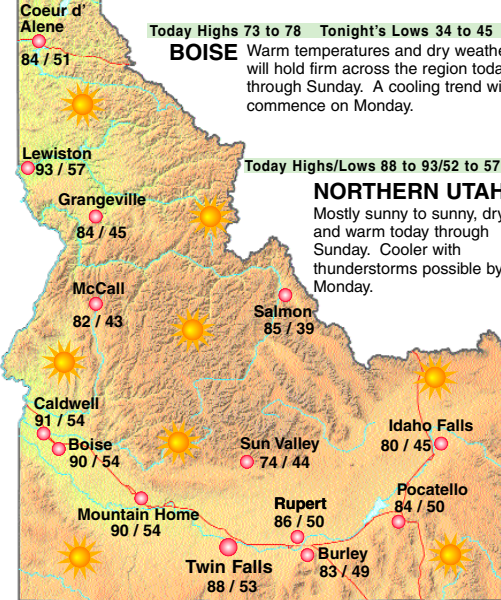 Coeur d'
Alene
84 / 51
Today Highs 73 to 78 Tonight's Lows 34 to 45
BOISE Warm temperatures and dry
will hold firm across the region
through Sunday. A cooling trend
commence on Monday.
Lewiston
93 / 57
Today Highs/Lows 88 to 93/52 to 57
NORTHERN UTAH
Mostly sunny to sunny, dry
and warm today through
Sunday. Cooler with
thunderstorms possible by
Monday.
Grangeville
84 / 45
McCall
82 / 43
Salmon
85 / 39
Caldwell
91 / 54
Boise
90 / 54
Sun Valley
74 / 44
Idaho Falls
80 / 45
Mountain Home
90 / 54
Rupert
86 / 50
Pocatello
84 / 50
Twin Falls
88 / 53
Burley
83 / 49